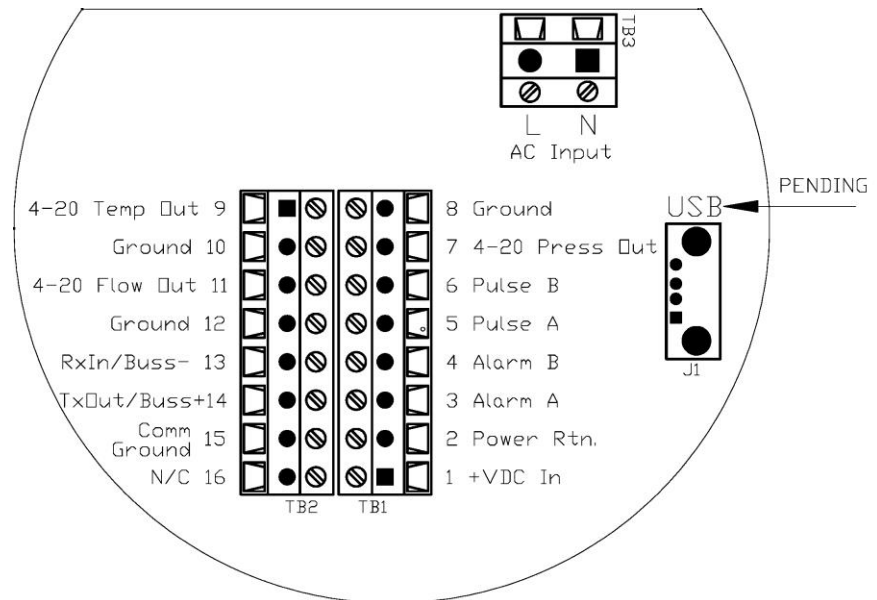 TB3
L N
AC Input
PENDING
USB
4-20 Temp Out 9
Ground 10
4-20 Flow Out 11
Ground 12
RxIn/Buss- 13
TxOut/Buss+14
Comm
Ground 15
N/C 16
8 Ground
7 4-20 Press Out
6 Pulse B
5 Pulse A
4 Alarm B
3 Alarm A
2 Power Rtn.
1 +VDC In
TB2 TB1
J1